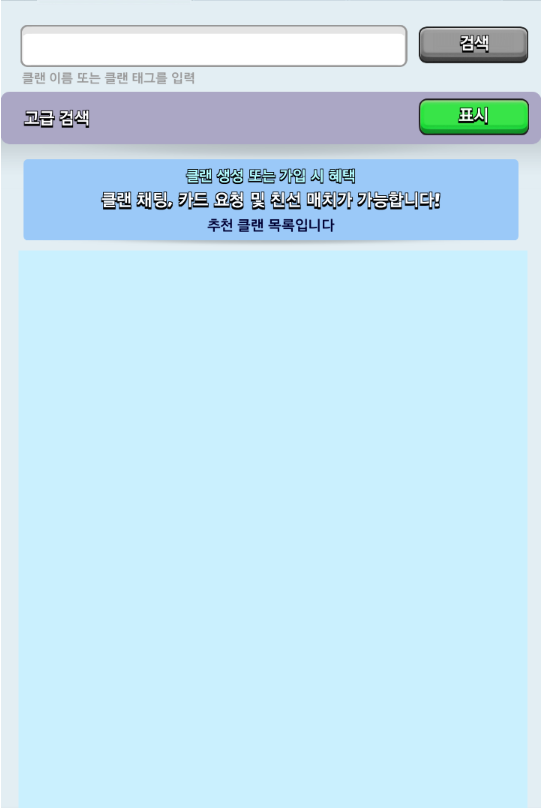 검색
클랜 이름 또는 클랜 태그를 입력
고급 검색
표시
클랜 생성 또는 가입 시 혜택
클랜 채팅, 카드 요청 및 친선 매치가 가능합니다!
추천 클랜 목록입니다